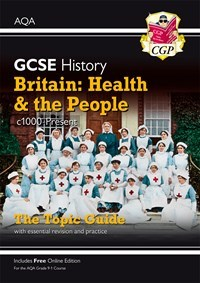 AQA
CGP
GCSE History
Britain: Health
& the People
c1000-Present
The Topic Guide
with essential revision and practice
Includes Free Online Edition
For the AQA Grade 9-1 Course